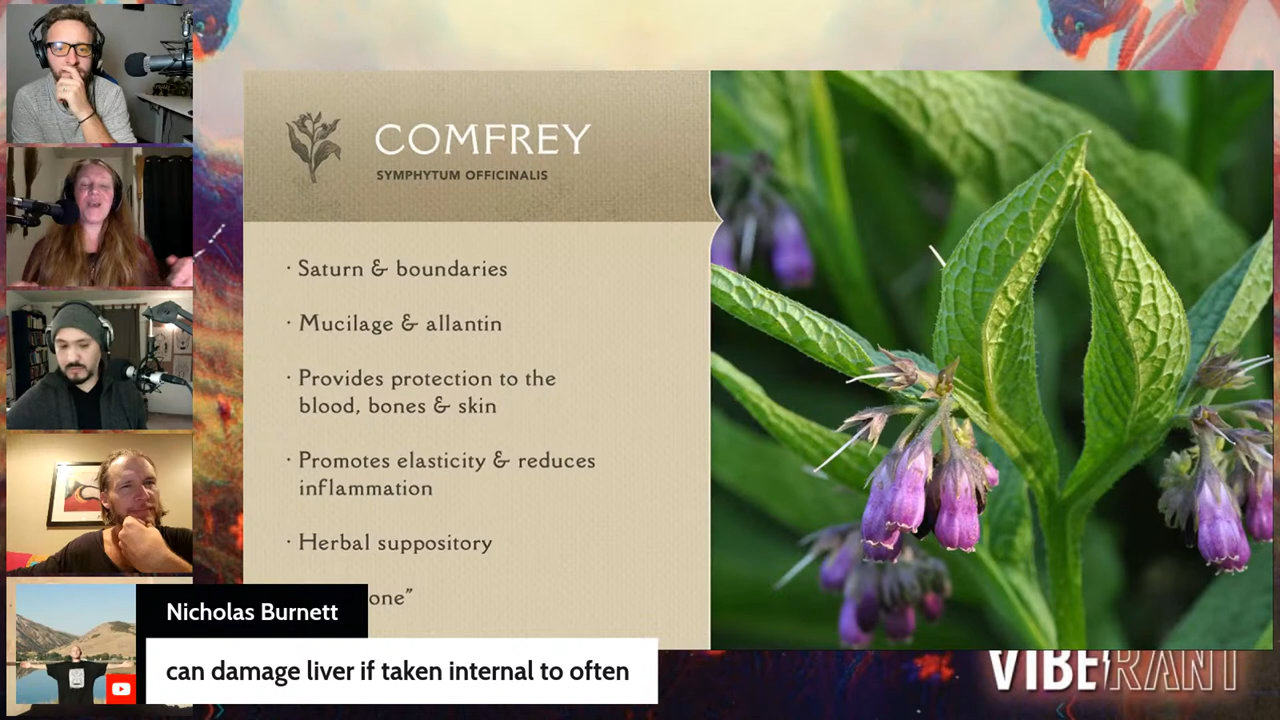 COMFREY
SYMPHYTUM OFFICINALIS
· Saturn & boundaries
· Mucilage & allantin
· Provides protection to the
blood, bones & skin
· Promotes elasticity & reduces
inflammation
· Herbal suppository
one”
Nicholas Burnett
can damage liver if taken internal to often
VIBERANT